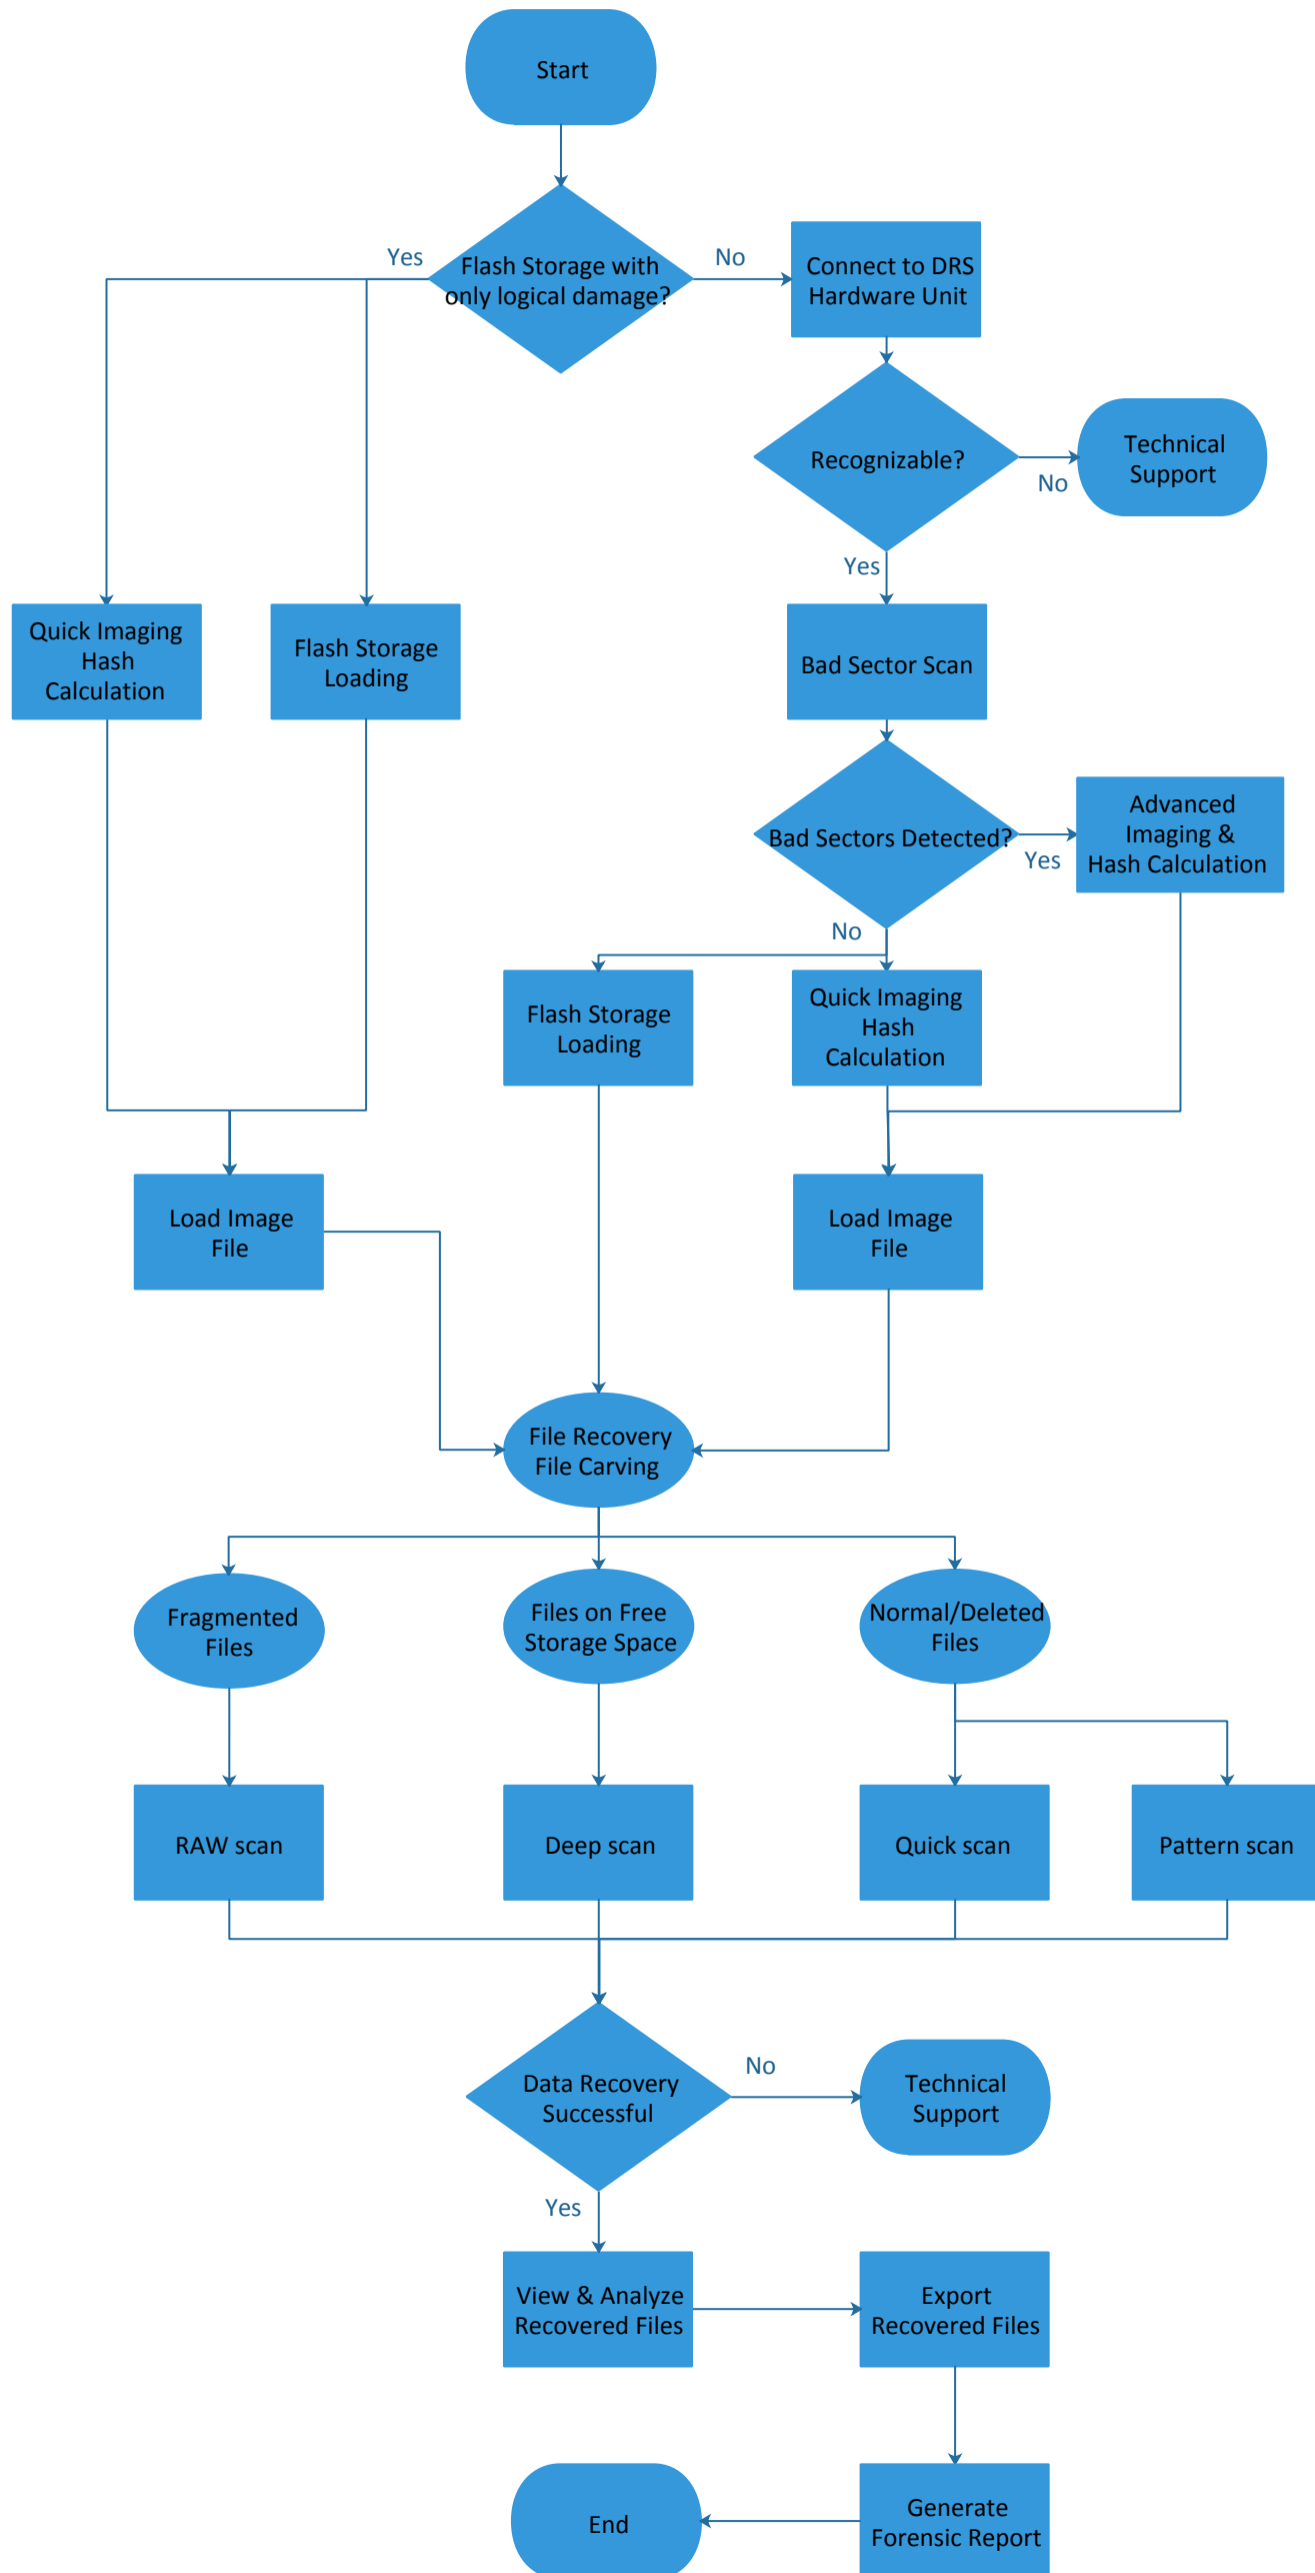 Start
Yes
Flash Storage with
only logical damage?
No
Connect to DRS
Hardware Unit
Recognizable?
No
Technical
Support
Yes
Quick Imaging
Hash
Calculation
Flash Storage
Loading
Bad Sector Scan
Bad Sectors Detected?
Yes
Advanced
Imaging &
Hash Calculation
No
Flash Storage
Loading
Quick Imaging
Hash
Calculation
Load Image
File
Load Image
File
File Recovery
File Carving
Fragmented
Files
Files on Free
Storage Space
Normal/Deleted
Files
RAW scan
Deep scan
Quick scan
Pattern scan
Data Recovery
Successful
No
Technical
Support
Yes
View & Analyze
Recovered Files
Export
Recovered Files
Generate
Forensic Report
End